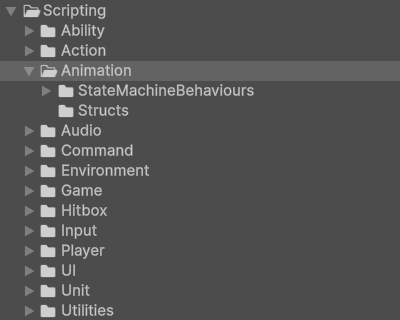 Scripting
Ability
Action
Animation
StateMachineBehaviours
Structs
Audio
Command
Environment
Game
Hitbox
Input
Player
UI
Unit
Utilities